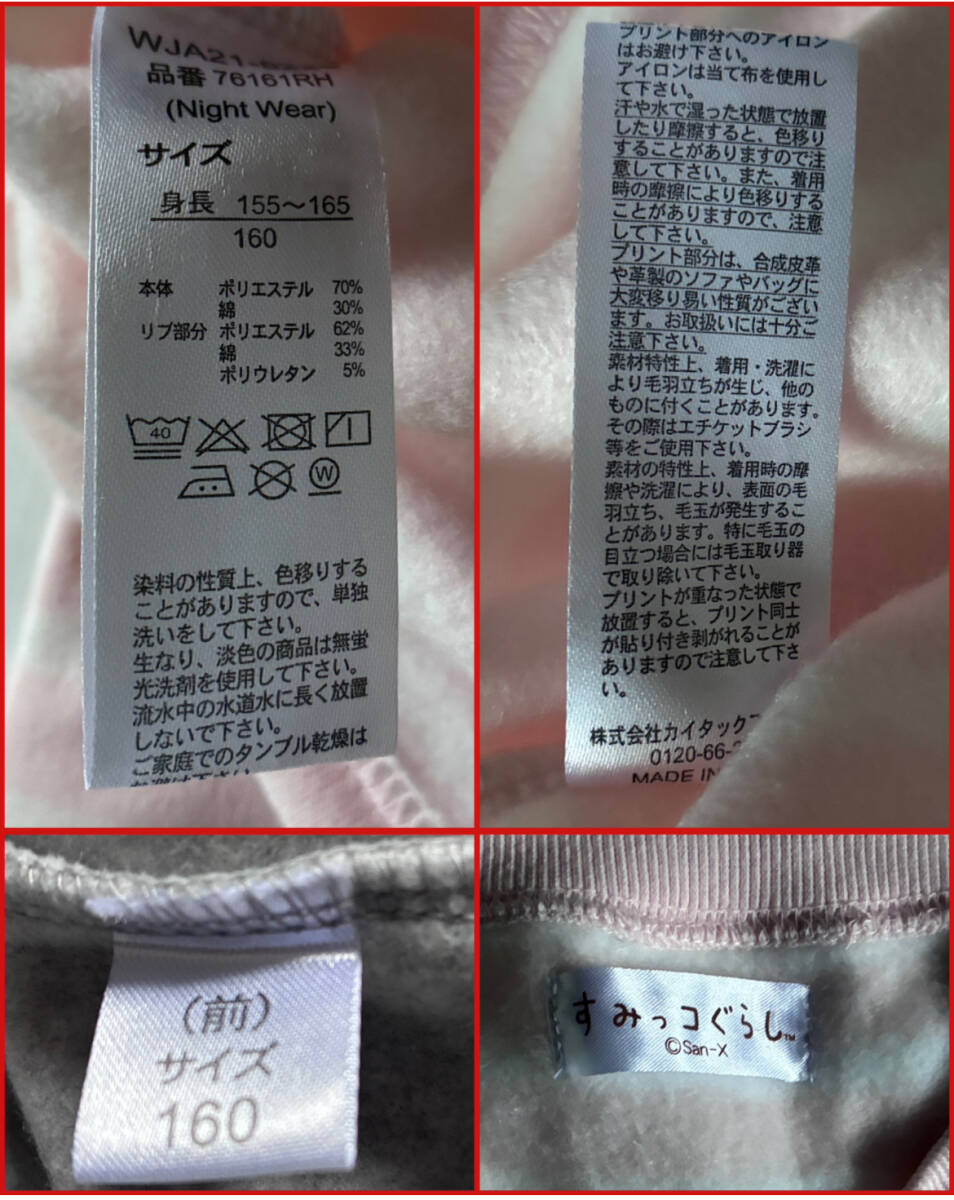 WJA21-
品番 76161RH
(Night Wear)
サイズ
身長 155～165
160
本体 ポリエステル 70%
綿 30%
リブ部分 ポリエステル 62%
綿 33%
ポリウレタン 5%
40
W
染料の性質上、色移りする
ことがありますので、単独
洗いをして下さい。
生なり、淡色の商品は無蛍
光洗剤を使用して下さい。
流水中の水道水に長く放置
しないで下さい。
ご家庭でのタンブル乾燥は
プリント部分へのアイロン
はお避け下さい。
アイロンは当て布を使用し
て下さい。
汗や水で湿った状態で放置
したり摩擦すると、色移り
することがありますので注
意して下さい。また、着用
時の摩擦により色移りする
ことがありますので、注意
して下さい。
プリント部分は、合成皮革
や革製のソファやバッグに
大変移り易い性質がござい
ます。お取扱いには十分ご
注意下さい。
素材特性上、着用・洗濯に
より毛羽立ちが生じ、他の
ものに付くことがあります。
その際はエチケットブラシ
等をご使用下さい。
素材の特性上、着用時の摩
擦や洗濯により、表面の毛
羽立ち、毛玉が発生するこ
とがあります。特に毛玉の
目立つ場合には毛玉取り器
で取り除いて下さい。
プリントが重なった状態で
放置すると、プリント同士
が貼り付き剥がれることが
ありますので注意して下さ
い。
株式会社カイタック
0120-66-
MADE IN
(前)
サイズ
160
すみっコぐらし™
©San-X